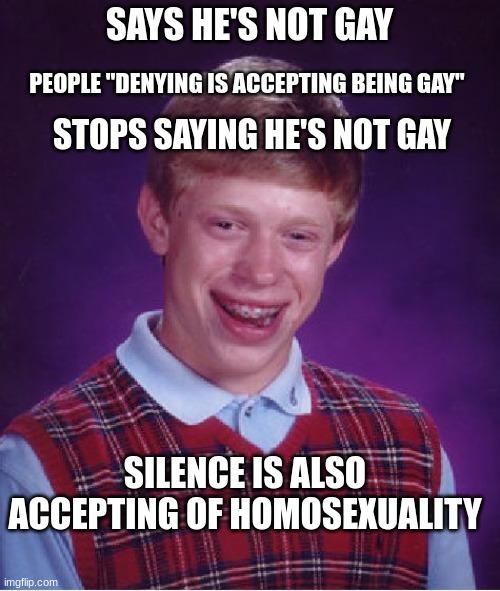 SAYS HE'S NOT GAY
PEOPLE "DENYING IS ACCEPTING BEING GAY"
STOPS SAYING HE'S NOT GAY
SILENCE IS ALSO
ACCEPTING OF HOMOSEXUALITY
imgflip.com